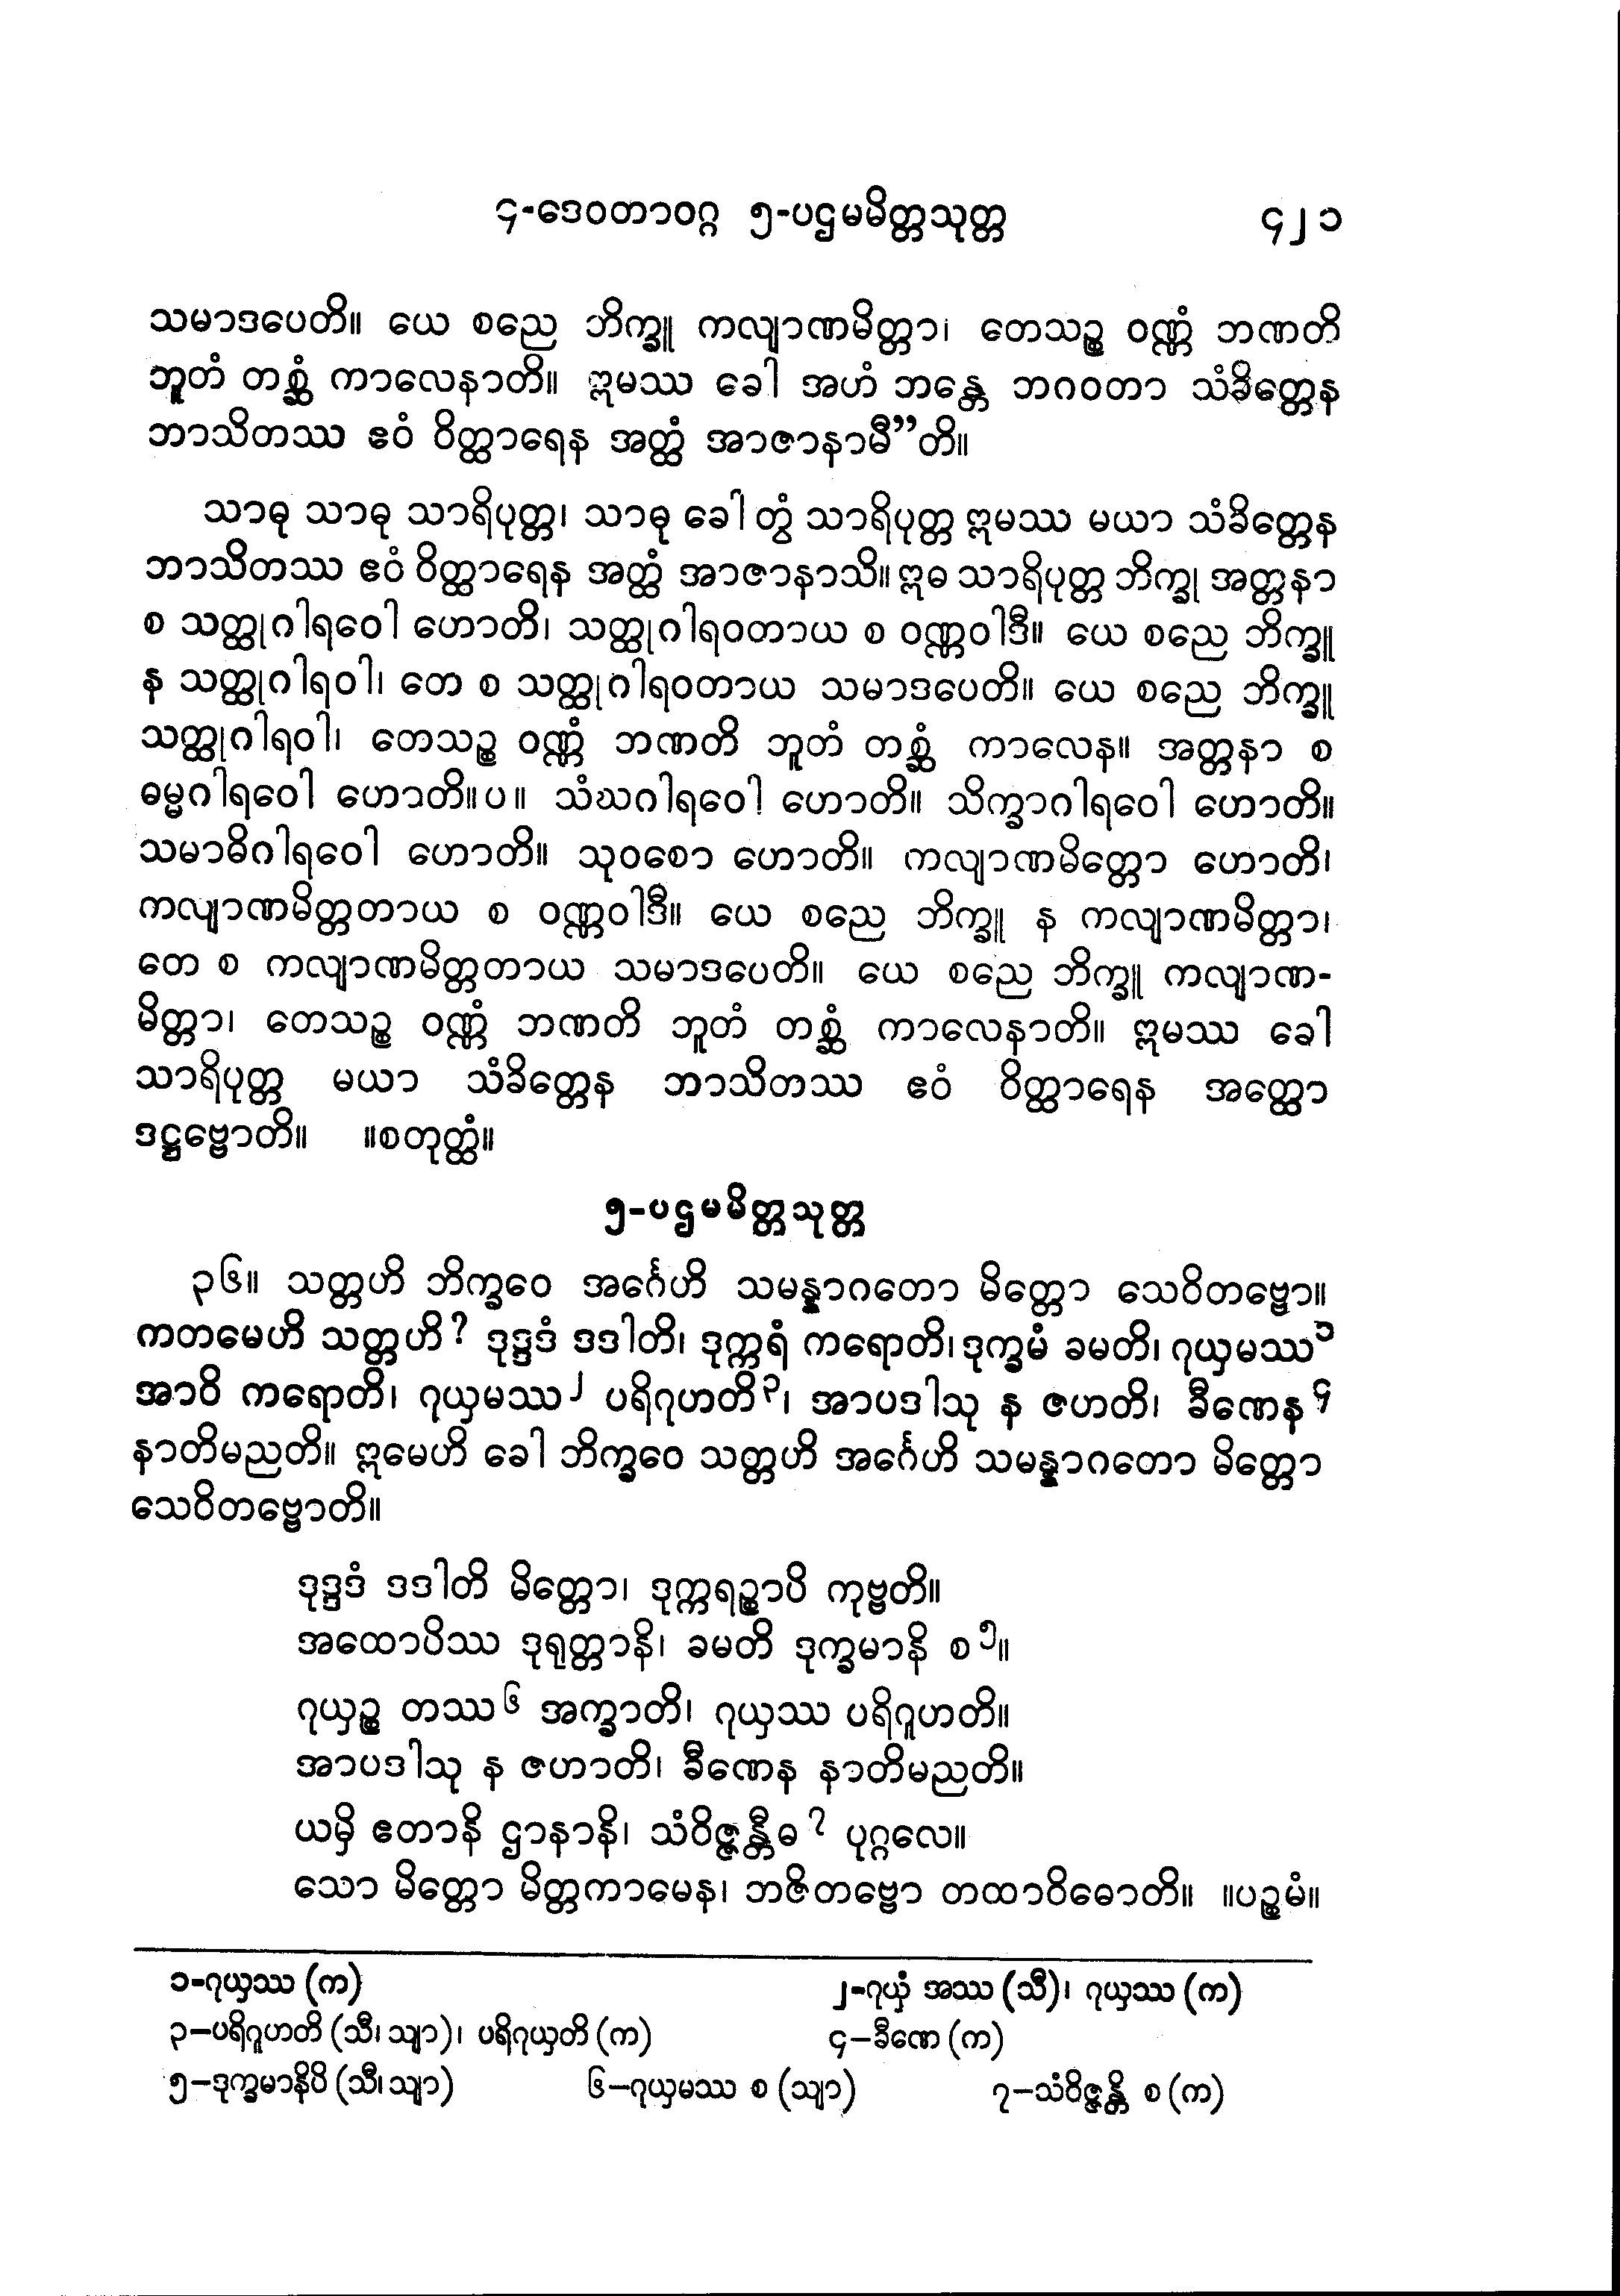 ၄-ဒေဝတာဝဂ္ဂ ၅-ပဌမမိတ္တသုတ္တ ၄၂၁
သမာဒပေတိ။ ယေ စညေ ဘိက္ခူ ကလျာဏမိတ္တာ၊ တေသဉ္စ ဝဏ္ဏံ ဘဏတိ
ဘူတံ တစ္ဆံ ကာလေနာတိ။ ဣမဿ ခေါ အဟံ ဘန္တေ ဘဂဝတာ သံခိတ္တေန
ဘာသိတဿ ဧဝံ ဝိတ္ထာရေန အတ္ထံ အာဇာနာမီ”တိ။
သာဓု သာဓု သာရိပုတ္တ၊ သာဓု ခေါ တွံ သာရိပုတ္တ ဣမဿ မယာ သံခိတ္တေန
ဘာသိတဿ ဧဝံ ဝိတ္ထာရေန အတ္ထံ အာဇာနာသိ။ ဣဓ သာရိပုတ္တ ဘိက္ခု အတ္တနာ
စ သတ္ထုဂါရဝေါ ဟောတိ၊ သတ္ထုဂါရဝတာယ စ ဝဏ္ဏဝါဒီ။ ယေ စညေ ဘိက္ခူ
န သတ္ထုဂါရဝါ၊ တေ စ သတ္ထုဂါရဝတာယ သမာဒပေတိ။ ယေ စညေ ဘိက္ခူ
သတ္ထုဂါရဝါ၊ တေသဉ္စ ဝဏ္ဏံ ဘဏတိ ဘူတံ တစ္ဆံ ကာလေန။ အတ္တနာ စ
ဓမ္မဂါရဝေါ ဟောတိ။ပ။ သံဃဂါရဝေါ ဟောတိ။ သိက္ခာဂါရဝေါ ဟောတိ။
သမာဓိဂါရဝေါ ဟောတိ။ သုဝစော ဟောတိ။ ကလျာဏမိတ္တော ဟောတိ၊
ကလျာဏမိတ္တတာယ စ ဝဏ္ဏဝါဒီ။ ယေ စညေ ဘိက္ခူ န ကလျာဏမိတ္တာ၊
တေ စ ကလျာဏမိတ္တတာယ သမာဒပေတိ။ ယေ စညေ ဘိက္ခူ ကလျာဏ-
မိတ္တာ၊ တေသဉ္စ ဝဏ္ဏံ ဘဏတိ ဘူတံ တစ္ဆံ ကာလေနာတိ။ ဣမဿ ခေါ
သာရိပုတ္တ မယာ သံခိတ္တေန ဘာသိတဿ ဧဝံ ဝိတ္ထာရေန အတ္ထော
ဒဋ္ဌဗ္ဗောတိ။ ။စတုတ္ထံ။
၅-ပဌမမိတ္တသုတ္တ
၃၆။ သတ္တဟိ ဘိက္ခဝေ အင်္ဂေဟိ သမန္နာဂတော မိတ္တော သေဝိတဗ္ဗော။
ကတမေဟိ သတ္တဟိ? ဒုဒ္ဒဒံ ဒဒါတိ၊ ဒုက္ကရံ ကရောတိ၊ ဒုက္ခမံ ခမတိ၊ ဂုယှမဿ၁
အာဝိ ကရောတိ၊ ဂုယှမဿ၂ ပရိဂုဟတိ၃၊ အာပဒါသု န ဇဟတိ၊ ခီဏေန၄
နာတိမညတိ။ ဣမေဟိ ခေါ ဘိက္ခဝေ သတ္တဟိ အင်္ဂေဟိ သမန္နာဂတော မိတ္တော
သေဝိတဗ္ဗောတိ။
ဒုဒ္ဒဒံ ဒဒါတိ မိတ္တော၊ ဒုက္ကရဉ္စာပိ ကုဗ္ဗတိ။
အထောပိဿ ဒုရုတ္တာနိ၊ ခမတိ ဒုက္ခမာနိ စ၅။
ဂုယှဉ္စ တဿ၆ အက္ခာတိ၊ ဂုယှဿ ပရိဂူဟတိ။
အာပဒါသု န ဇဟာတိ၊ ခီဏေန နာတိမညတိ။
ယမှိ ဧတာနိ ဌာနာနိ၊ သံဝိဇ္ဇန္တီဓ၇ ပုဂ္ဂလေ။
သော မိတ္တော မိတ္တကာမေန၊ ဘဇိတဗ္ဗော တထာဝိဓောတိ။ ။ပဉ္စမံ။
၁-ဂုယှဿ (က) ၂-ဂုယှံ အဿ (သီ)၊ ဂုယှဿ (က)
၃-ပရိဂူဟတိ (သီ၊ သျာ)၊ ပရိဂုယှတိ (က) ၄-ခီဏေ (က)
၅-ဒုက္ခမာနိပိ (သီ၊ သျာ) ၆-ဂုယှမဿ စ (သျာ) ၇-သံဝိဇ္ဇန္တိ စ (က)